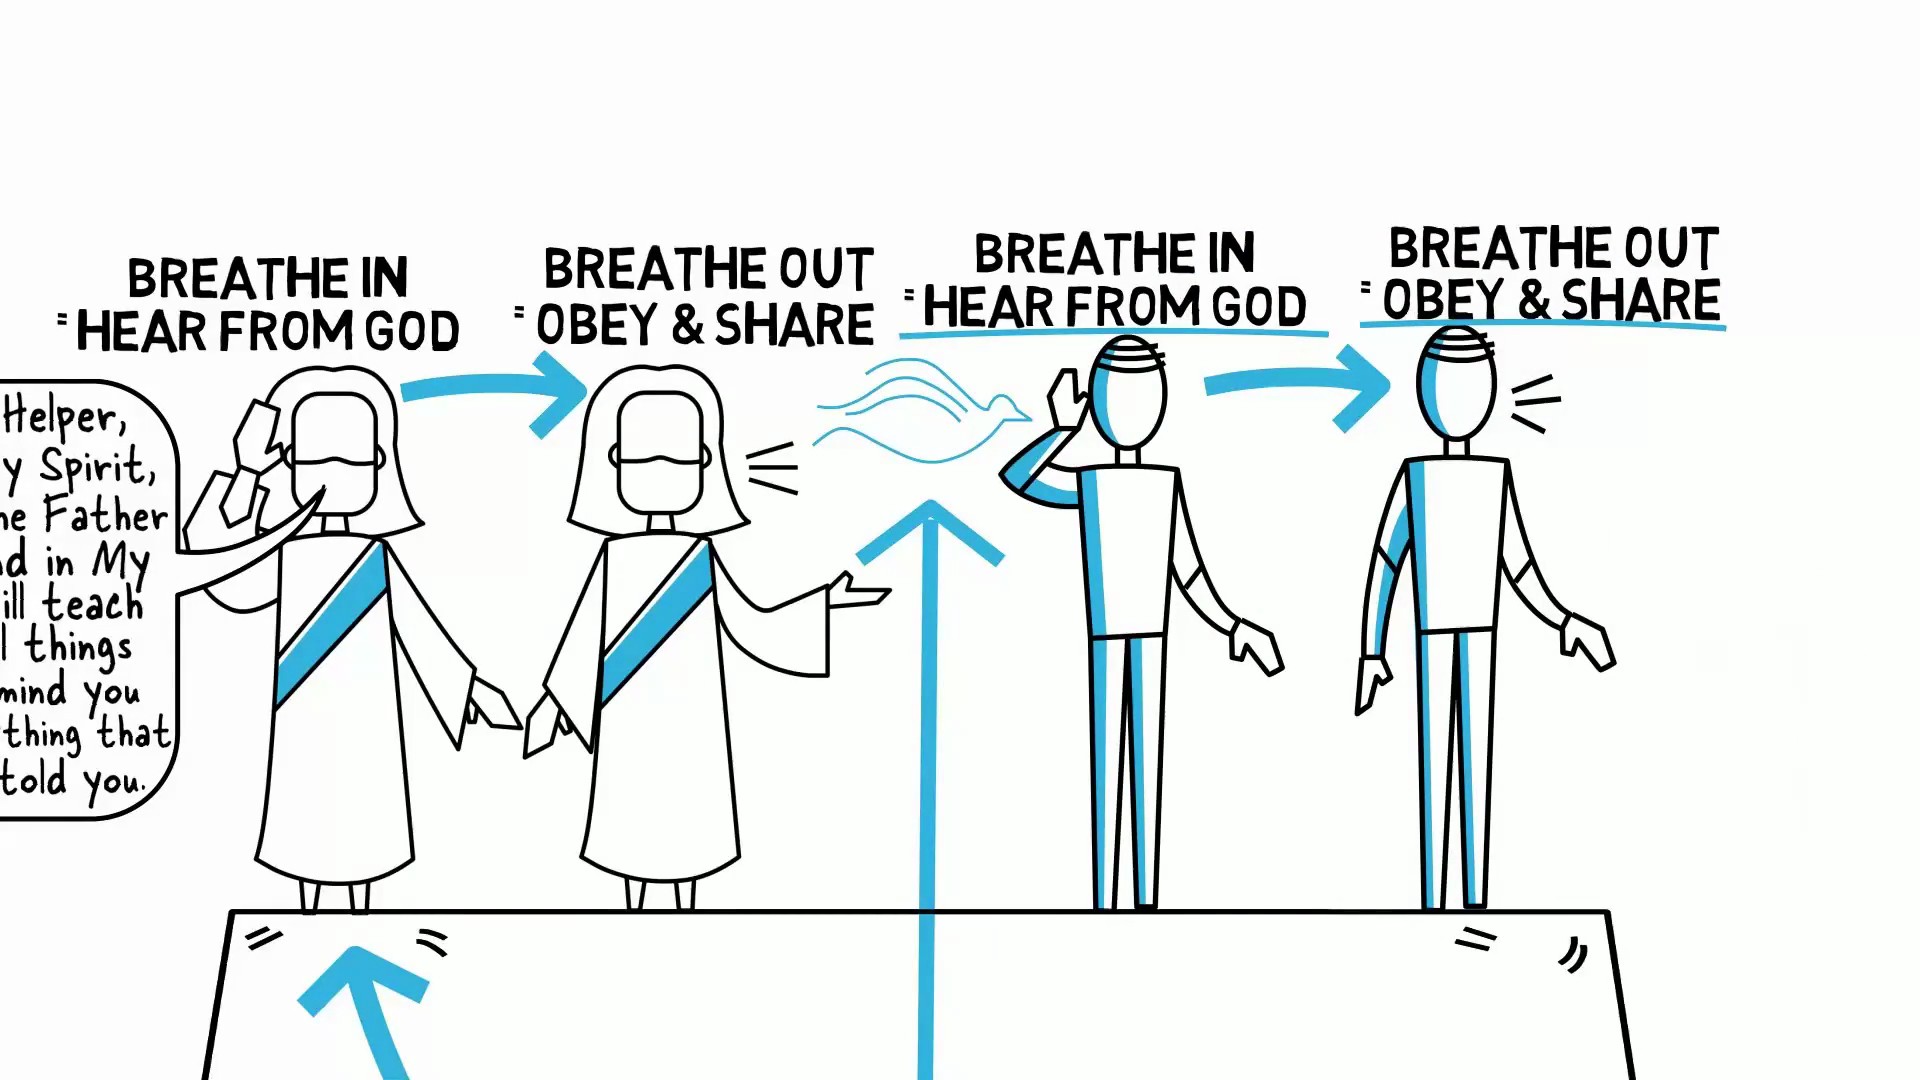 BREATHE IN
= HEAR FROM GOD
BREATHE OUT
= OBEY & SHARE
BREATHE IN
= HEAR FROM GOD
BREATHE OUT
= OBEY & SHARE
Helper,
y Spirit,
he Father
d in My
ill teach
l things
mind you
thing that
told you.